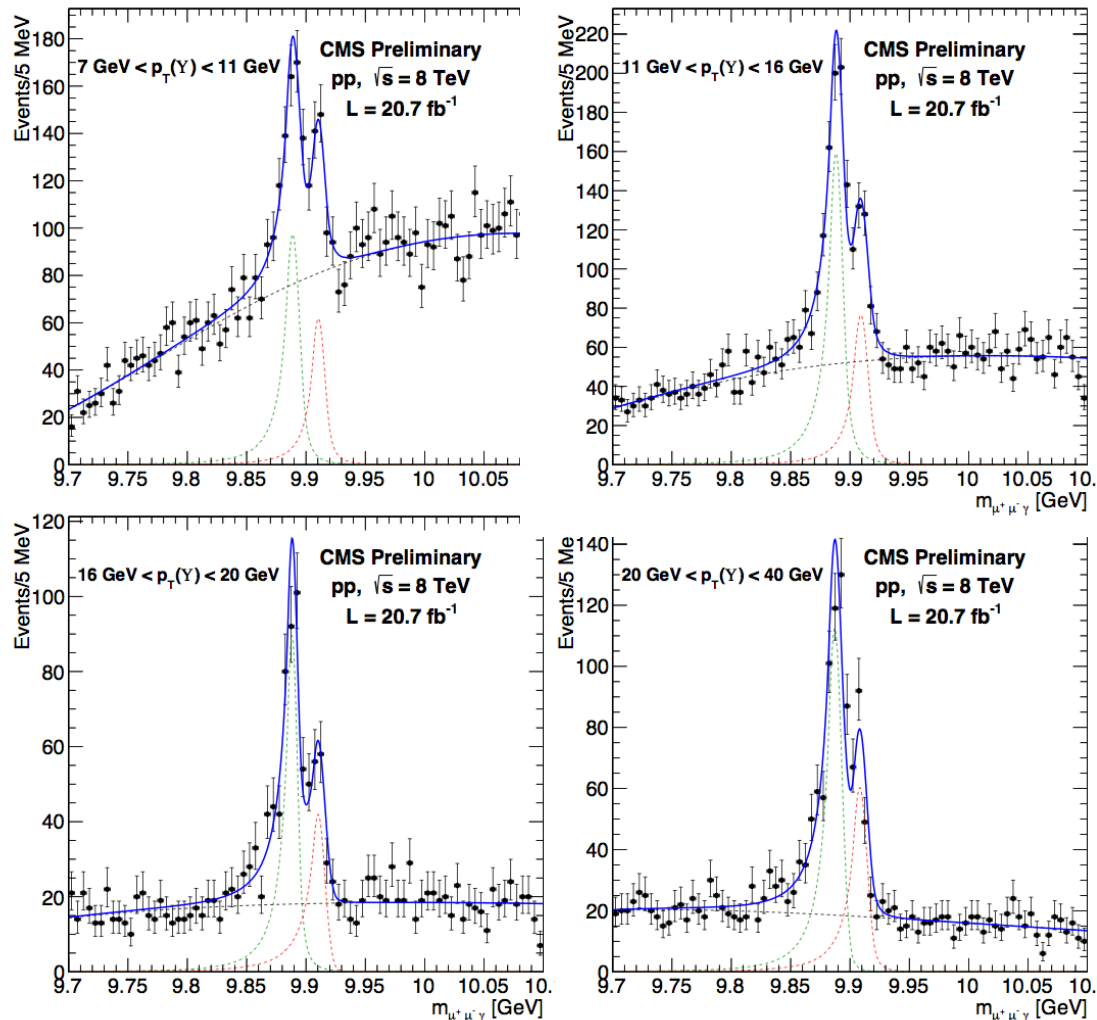 Events/5 MeV
180
160
140
120
100
80
60
40
20
0
7 GeV < p_T(Υ) < 11 GeV
CMS Preliminary
pp, √s = 8 TeV
L = 20.7 fb⁻¹
9.7 9.75 9.8 9.85 9.9 9.95 10 10.05
Events/5 MeV
220
200
180
160
140
120
100
80
60
40
20
0
11 GeV < p_T(Υ) < 16 GeV
CMS Preliminary
pp, √s = 8 TeV
L = 20.7 fb⁻¹
9.7 9.75 9.8 9.85 9.9 9.95 10 10.05 10.
m_μ⁺ μ⁻ γ [GeV]
Events/5 MeV
120
100
80
60
40
20
0
16 GeV < p_T(Υ) < 20 GeV
CMS Preliminary
pp, √s = 8 TeV
L = 20.7 fb⁻¹
9.7 9.75 9.8 9.85 9.9 9.95 10 10.05 10.
m_μ⁺ μ⁻ γ [GeV]
Events/5 Me
140
120
100
80
60
40
20
0
20 GeV < p_T(Υ) < 40 GeV
CMS Preliminary
pp, √s = 8 TeV
L = 20.7 fb⁻¹
9.7 9.75 9.8 9.85 9.9 9.95 10 10.05 10.
m_μ⁺ μ⁻ γ [GeV]